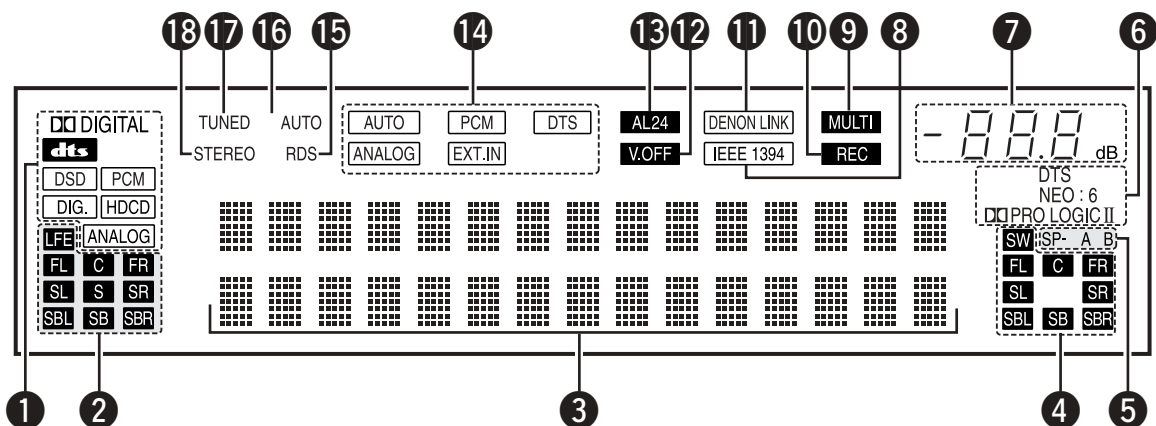 18 17 16 15 14 13 12 11 10 9 8 7 6
DIGITAL TUNED AUTO AUTO PCM DTS AL24 DENON LINK MULTI -88.8 dB
dts STEREO RDS ANALOG EXT.IN V.OFF IEEE 1394 REC
DSD PCM DTS
DIG. HDCD NEO : 6
ANALOG PRO LOGIC II
LFE SW SP- A B
FL C FR FL C FR
SL S SR SL SR
SBL SB SBR SBL SB SBR
1 2 3 4 5